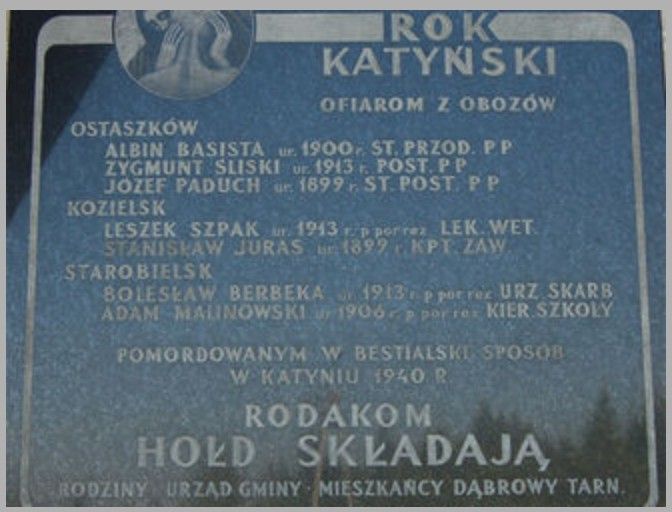 ROK
KATYŃSKI
OFIAROM Z OBOZÓW
OSTASZKÓW
ALBIN BASISTA ur. 1900 r. ST. PRZOD. P P
ZYGMUNT ŚLISKI ur. 1913 r. POST. P P
JÓZEF PADUCH ur. 1899 r. ST. POST. P P
KOZIELSK
LESZEK SZPAK ur. 1913 r. p por rez LEK. WET.
STANISŁAW JURAS ur. 1899 r. KPT. ZAW.
STAROBIELSK
BOLESŁAW BERBEKA ur. 1913 r. p por rez URZ. SKARB
ADAM MALINOWSKI ur 1906 r. p por rez KIER. SZKOŁY
POMORDOWANYM W BESTIALSKI SPOSÓB
W KATYNIU 1940 R.
RODAKOM
HOŁD SKŁADAJĄ
RODZINY · URZĄD GMINY · MIESZKAŃCY DĄBROWY TARN.